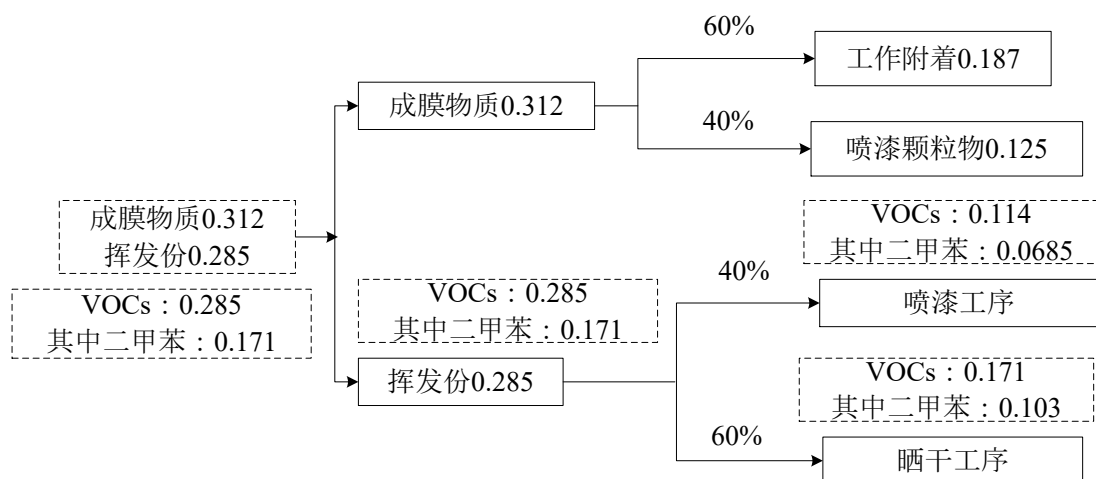 60%
工作附着0.187
成膜物质0.312
40%
喷漆颗粒物0.125
成膜物质0.312
挥发份0.285
VOCs：0.285
其中二甲苯：0.171
VOCs：0.285
其中二甲苯：0.171
挥发份0.285
VOCs：0.114
其中二甲苯：0.0685
40%
喷漆工序
VOCs：0.171
其中二甲苯：0.103
60%
晒干工序